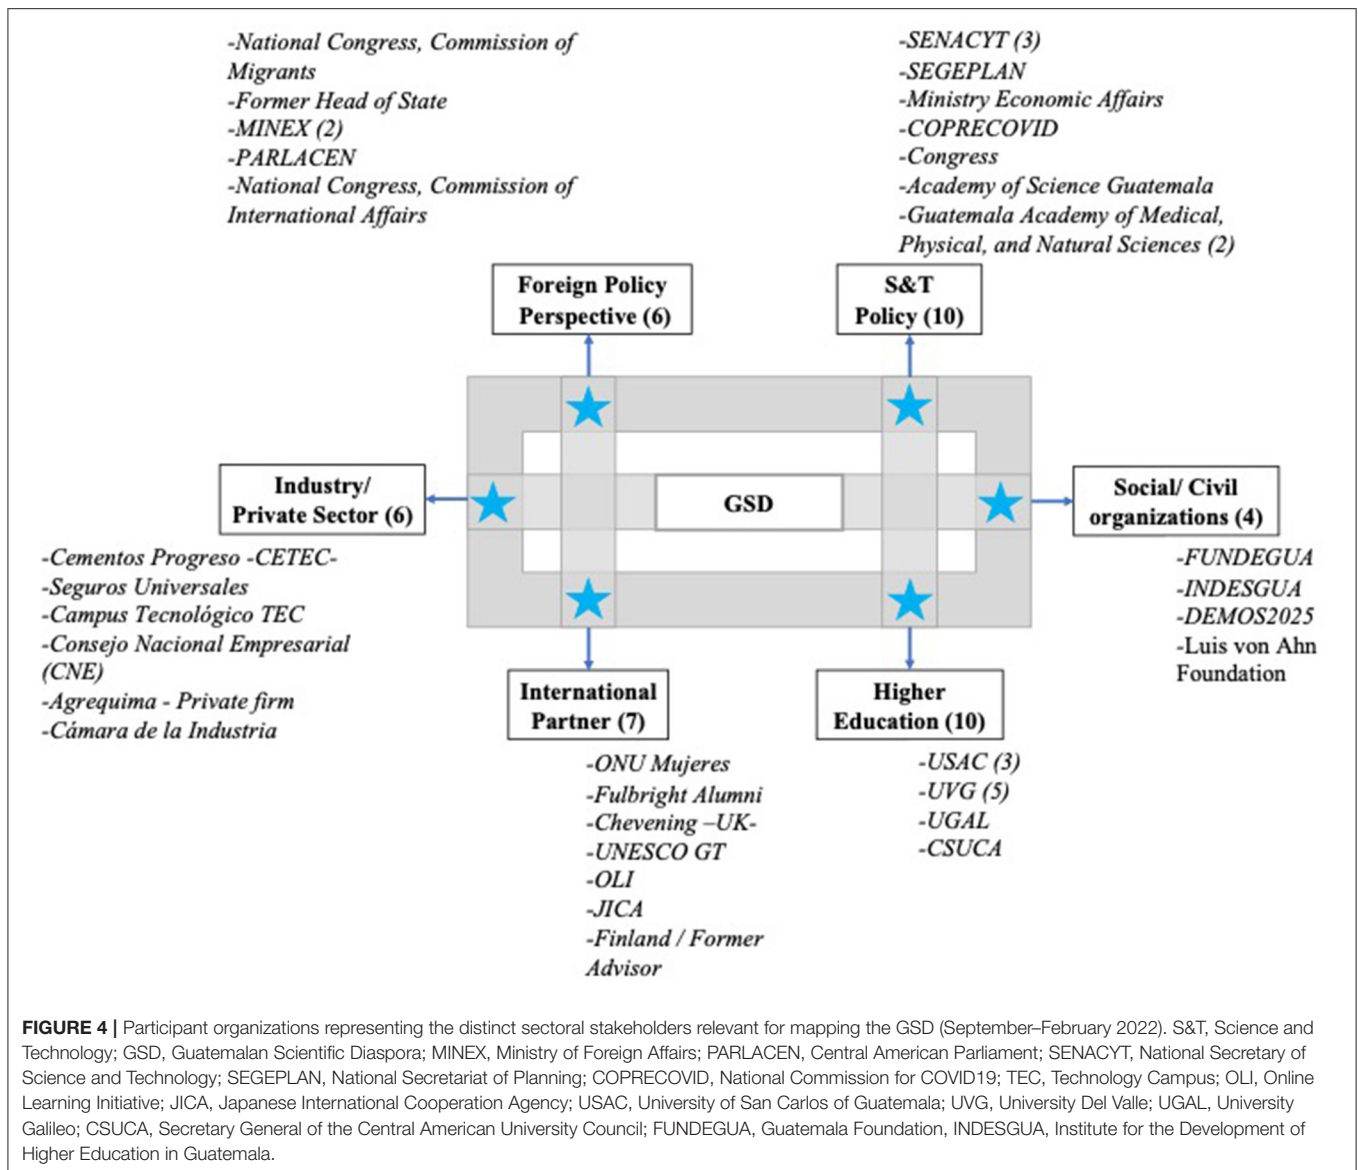 -National Congress, Commission of
Migrants
-Former Head of State
-MINEX (2)
-PARLACEN
-National Congress, Commission of
International Affairs
-SENACYT (3)
-SEGEPLAN
-Ministry Economic Affairs
-COPRECOVID
-Congress
-Academy of Science Guatemala
-Guatemala Academy of Medical,
Physical, and Natural Sciences (2)
Foreign Policy
Perspective (6)
S&T
Policy (10)
Industry/
Private Sector (6)
GSD
Social/ Civil
organizations (4)
-Cementos Progreso -CETEC-
-Seguros Universales
-Campus Tecnológico TEC
-Consejo Nacional Empresarial
(CNE)
-Agrequima - Private firm
-Cámara de la Industria
-FUNDEGUA
-INDESGUA
-DEMOS2025
-Luis von Ahn
Foundation
International
Partner (7)
Higher
Education (10)
-ONU Mujeres
-Fulbright Alumni
-Chevening –UK-
-UNESCO GT
-OLI
-JICA
-Finland / Former
Advisor
-USAC (3)
-UVG (5)
-UGAL
-CSUCA
FIGURE 4 | Participant organizations representing the distinct sectoral stakeholders relevant for mapping the GSD (September–February 2022). S&T, Science and
Technology; GSD, Guatemalan Scientific Diaspora; MINEX, Ministry of Foreign Affairs; PARLACEN, Central American Parliament; SENACYT, National Secretary of
Science and Technology; SEGEPLAN, National Secretariat of Planning; COPRECOVID, National Commission for COVID19; TEC, Technology Campus; OLI, Online
Learning Initiative; JICA, Japanese International Cooperation Agency; USAC, University of San Carlos of Guatemala; UVG, University Del Valle; UGAL, University
Galileo; CSUCA, Secretary General of the Central American University Council; FUNDEGUA, Guatemala Foundation, INDESGUA, Institute for the Development of
Higher Education in Guatemala.